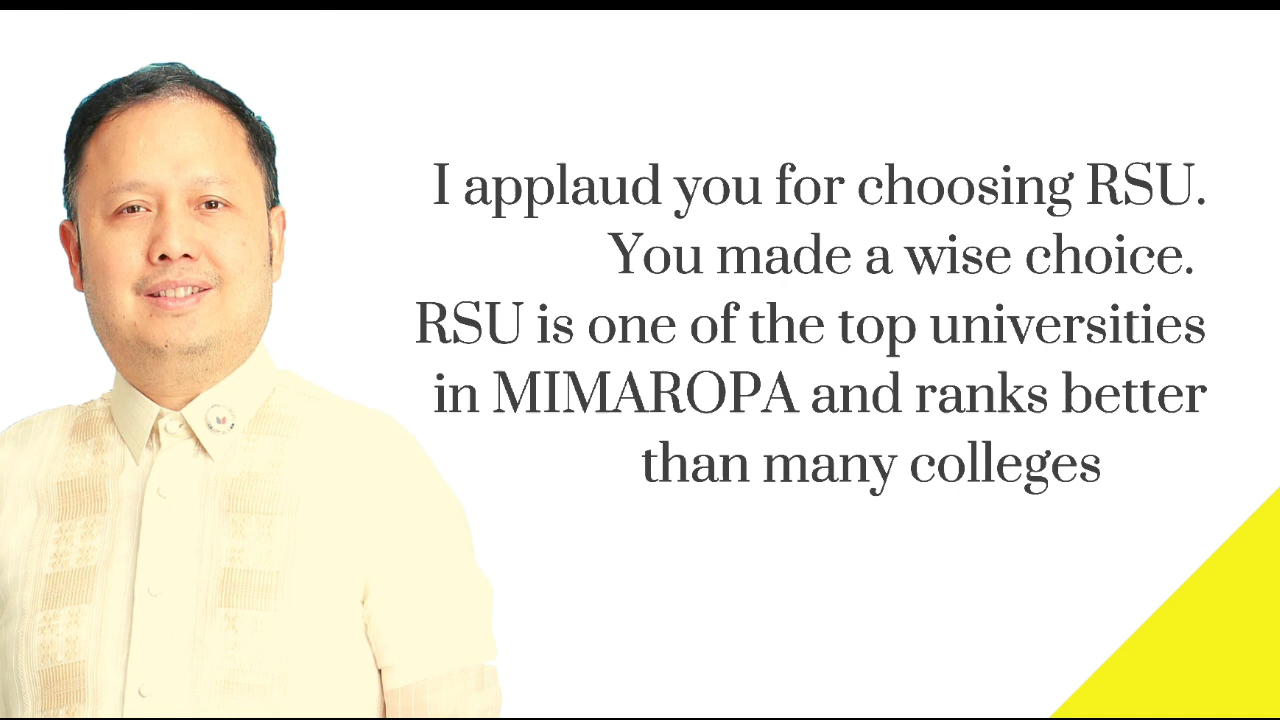 I applaud you for choosing RSU.
You made a wise choice.
RSU is one of the top universities
in MIMAROPA and ranks better
than many colleges